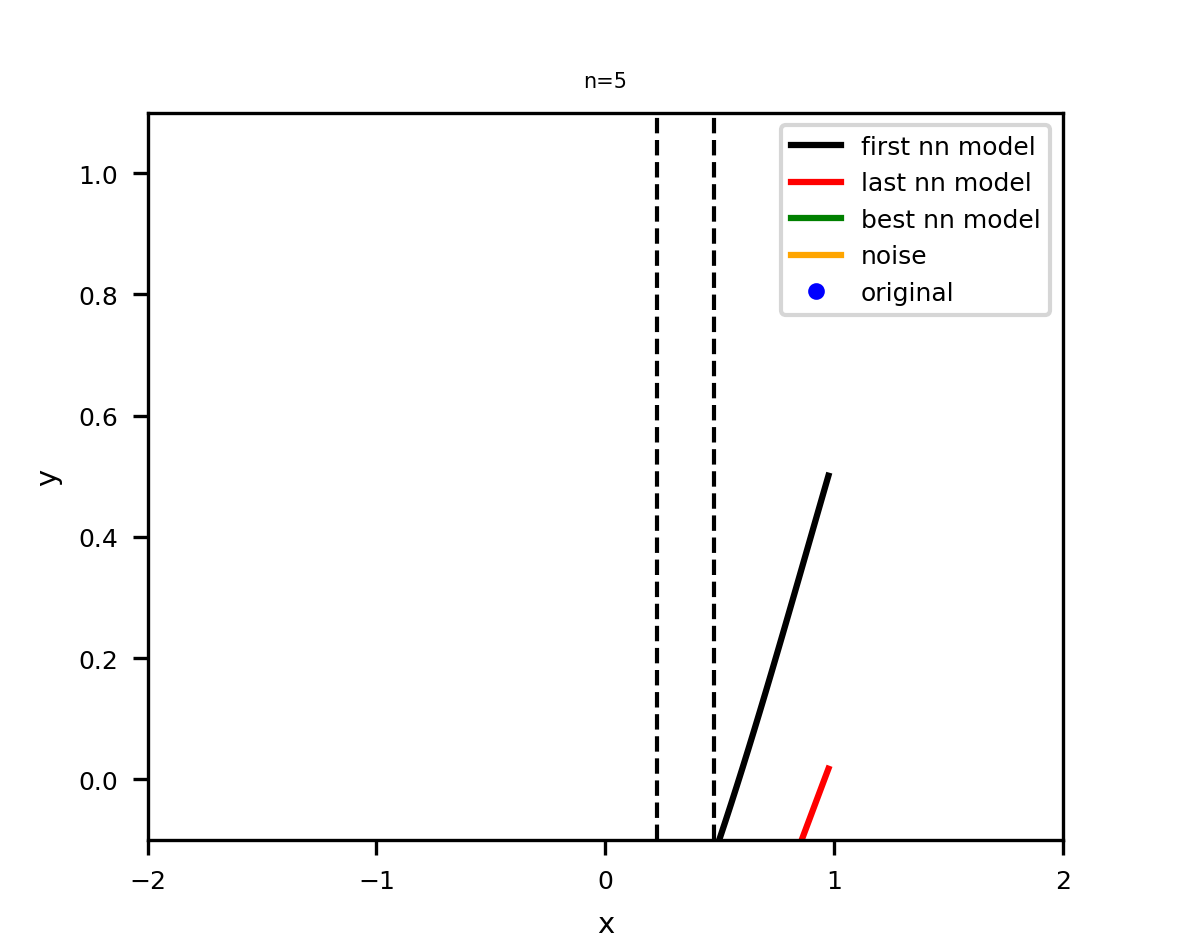 n=5
first nn model
last nn model
best nn model
noise
original
1.0
0.8
0.6
0.4
0.2
0.0
y
−2
−1
0
1
2
x